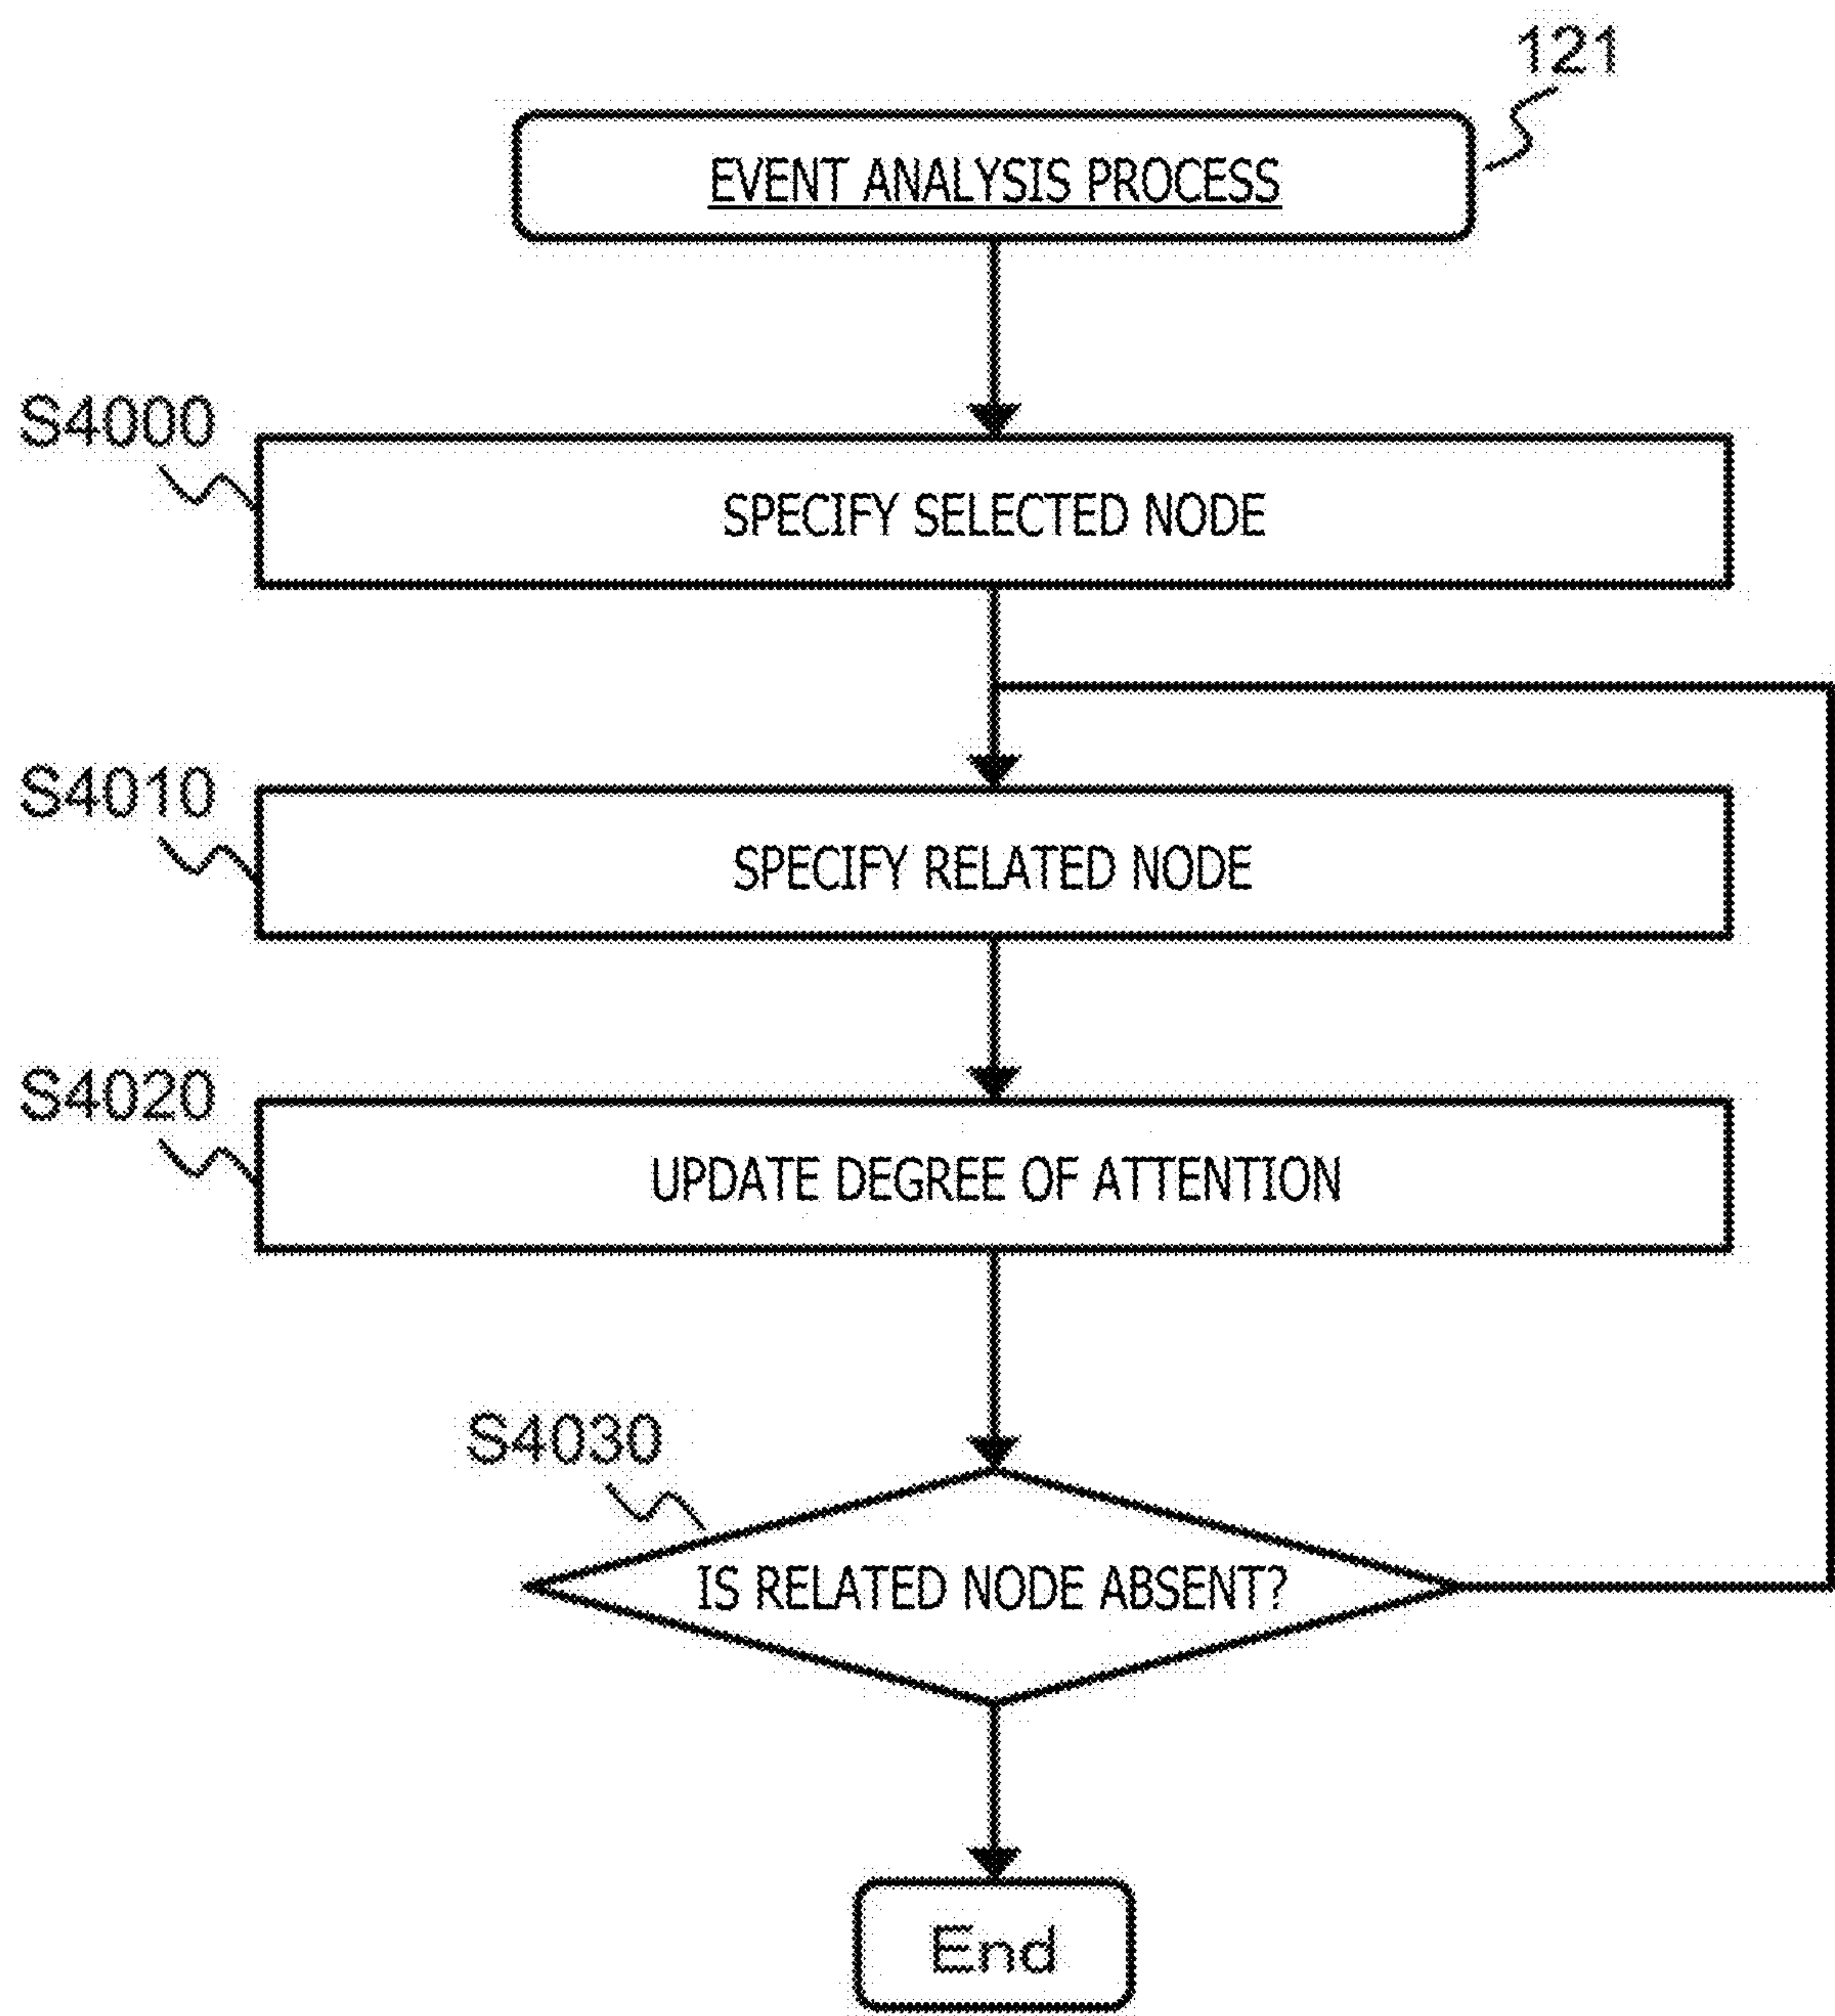 121
EVENT ANALYSIS PROCESS
S4000
SPECIFY SELECTED NODE
S4010
SPECIFY RELATED NODE
S4020
UPDATE DEGREE OF ATTENTION
S4030
IS RELATED NODE ABSENT?
End